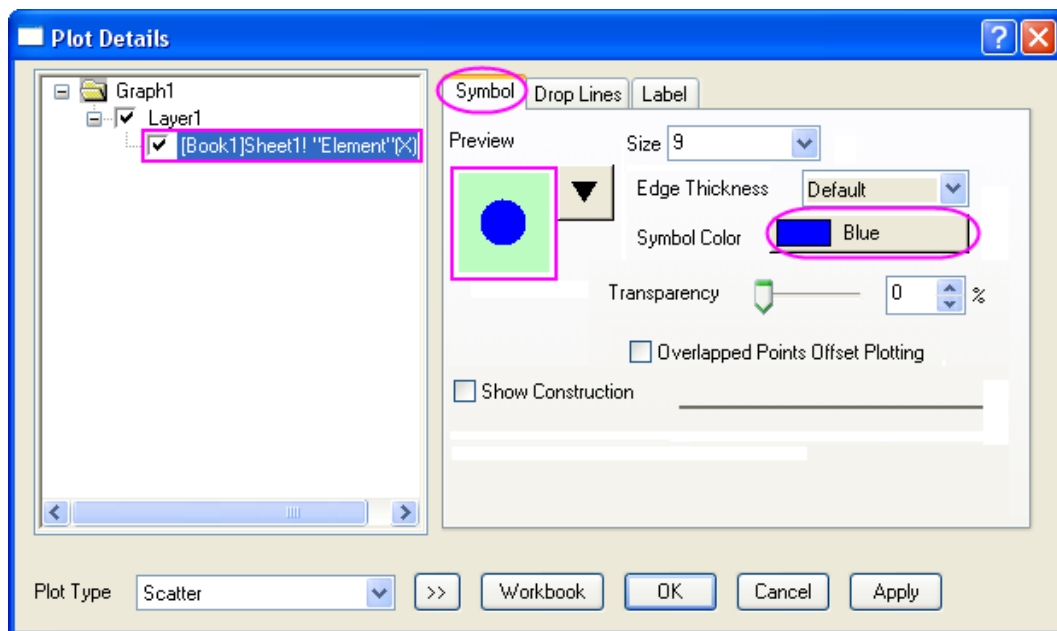 Plot Details
Graph1
Layer1
[Book1]Sheet1! "Element"(X)
Symbol Drop Lines Label
Preview
Size 9
Edge Thickness Default
Symbol Color Blue
Transparency 0 %
Overlapped Points Offset Plotting
Show Construction
Plot Type Scatter >> Workbook OK Cancel Apply